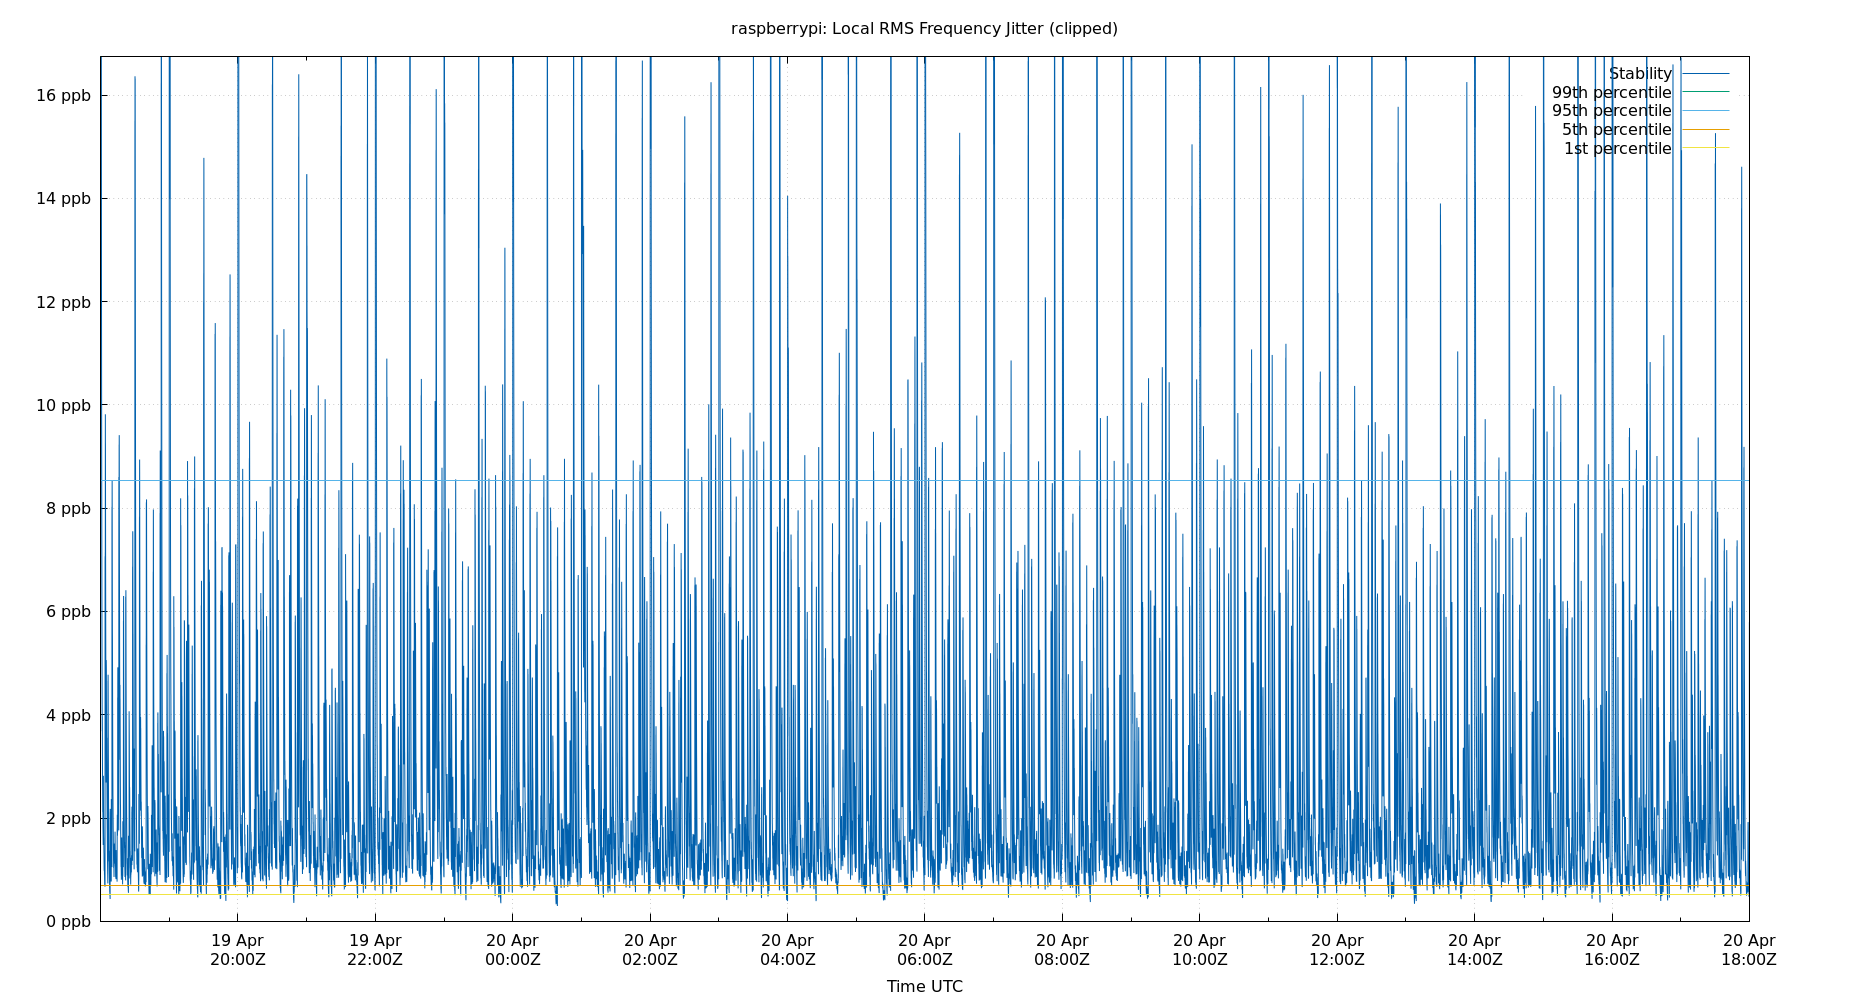 raspberrypi: Local RMS Frequency Jitter (clipped)
Stability
99th percentile
95th percentile
5th percentile
1st percentile
16 ppb
14 ppb
12 ppb
10 ppb
8 ppb
6 ppb
4 ppb
2 ppb
0 ppb
19 Apr 19 Apr 20 Apr 20 Apr 20 Apr 20 Apr 20 Apr 20 Apr 20 Apr 20 Apr 20 Apr 20 Apr
20:00Z 22:00Z 00:00Z 02:00Z 04:00Z 06:00Z 08:00Z 10:00Z 12:00Z 14:00Z 16:00Z 18:00Z
Time UTC